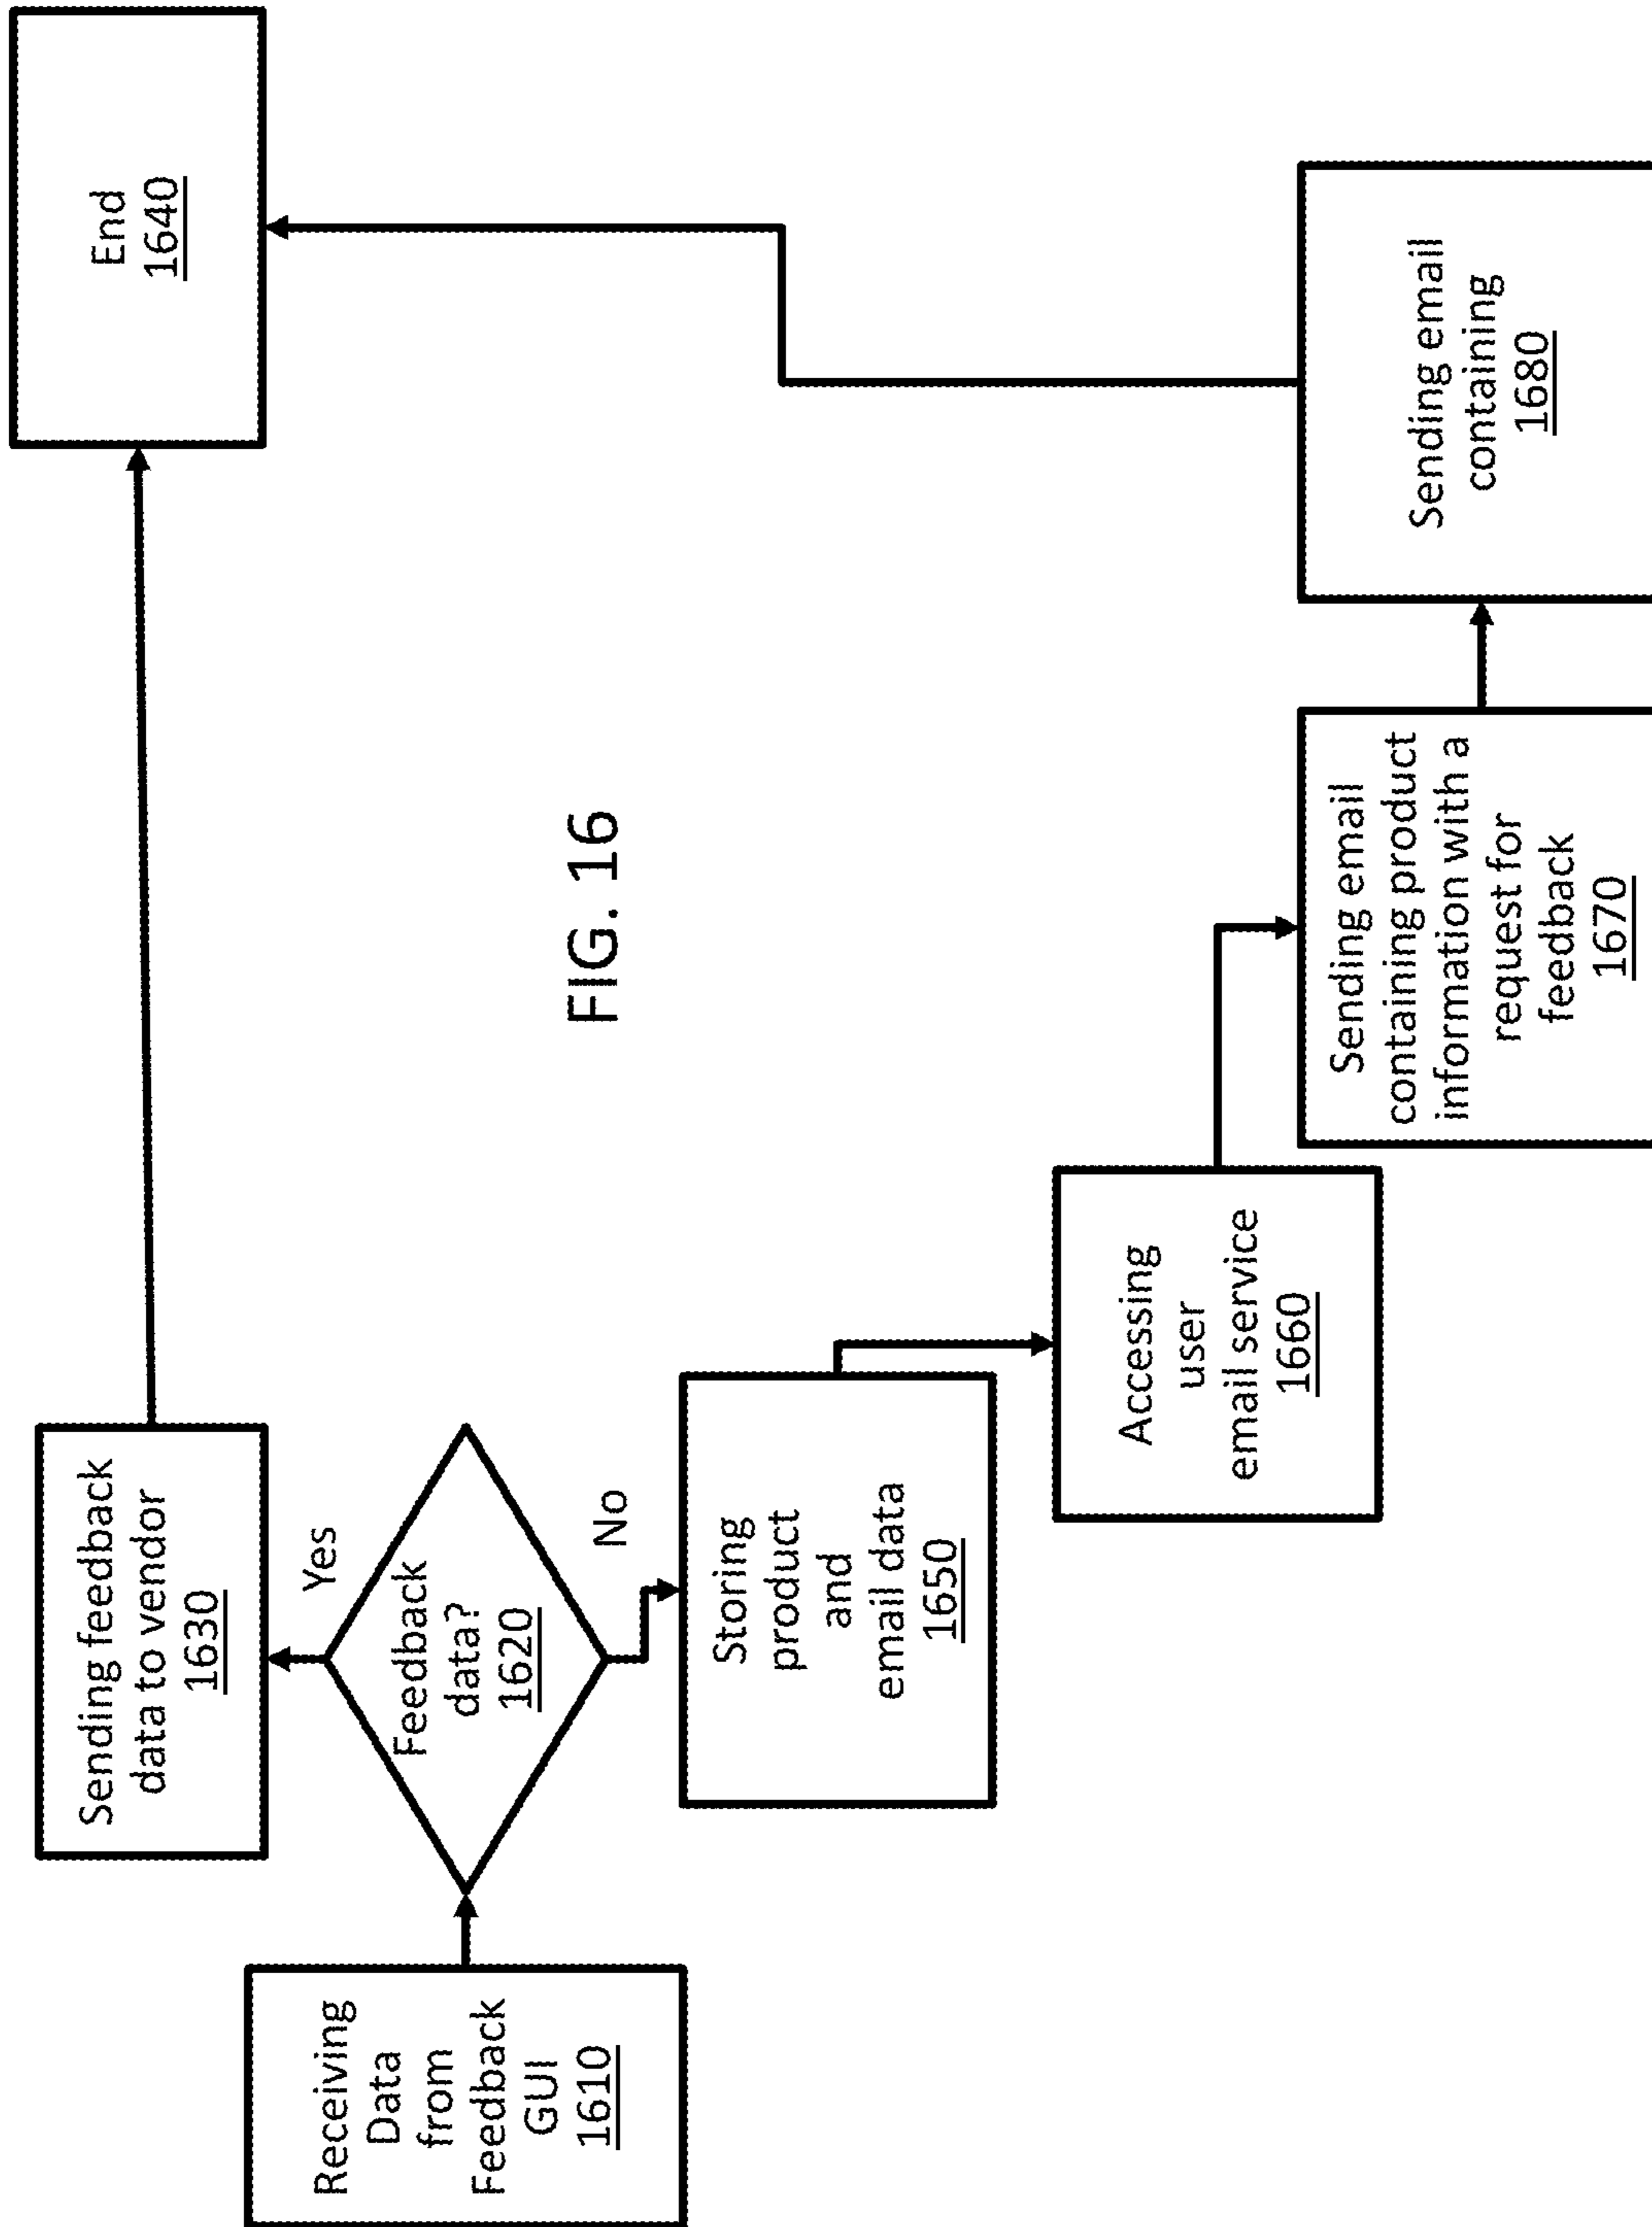 Receiving
Data
from
Feedback
GUI
1610
Feedback
data?
1620
Yes
No
Sending feedback
data to vendor
1630
End
1640
Storing
product
and
email data
1650
Accessing
user
email service
1660
Sending email
containing product
information with a
request for
feedback
1670
Sending email
containing
1680
FIG. 16